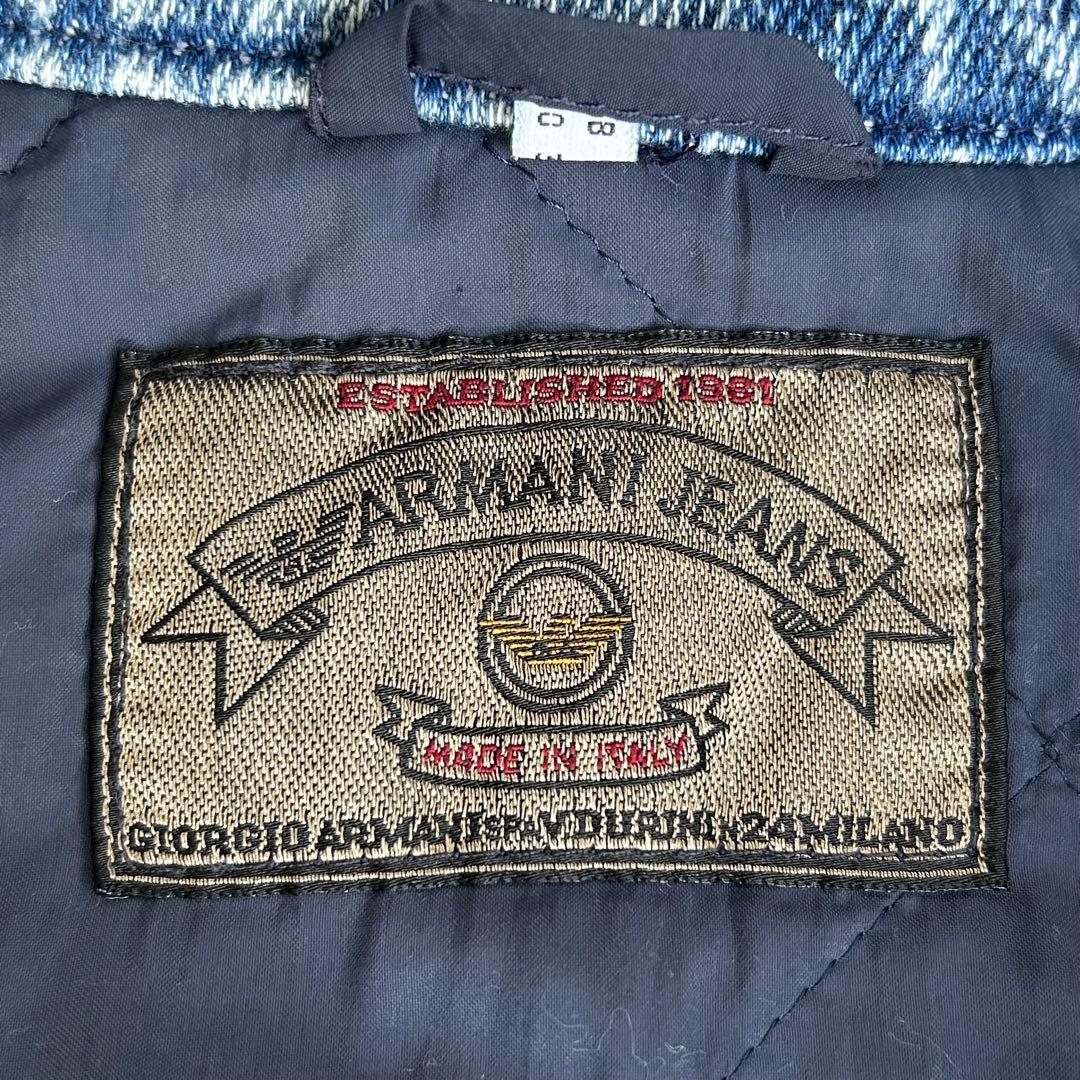 ESTABLISHED 1981
ARMANI JEANS
MADE IN ITALY
GIORGIO ARMANI SPA V.DURINI N 24 MILANO